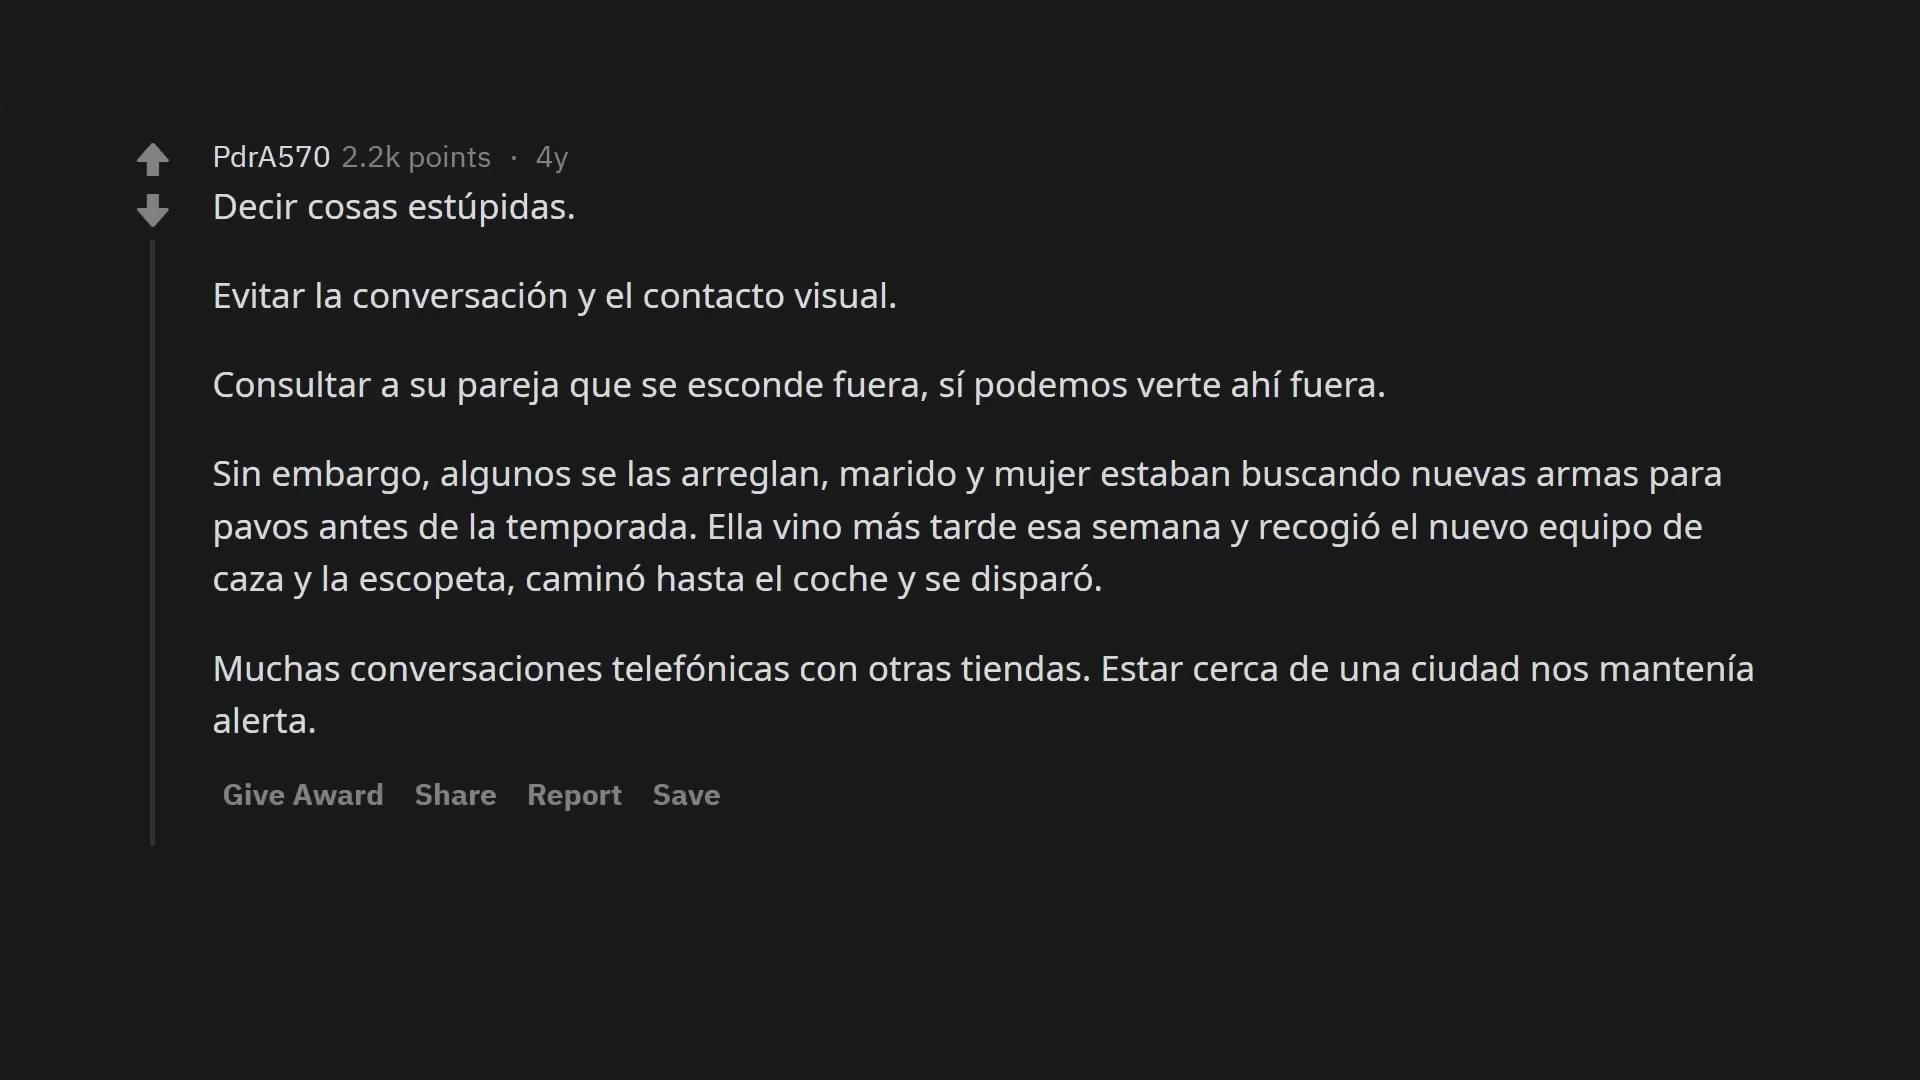 PdrA570 2.2k points · 4y
Decir cosas estúpidas.
Evitar la conversación y el contacto visual.
Consultar a su pareja que se esconde fuera, sí podemos verte ahí fuera.
Sin embargo, algunos se las arreglan, marido y mujer estaban buscando nuevas armas para
pavos antes de la temporada. Ella vino más tarde esa semana y recogió el nuevo equipo de
caza y la escopeta, caminó hasta el coche y se disparó.
Muchas conversaciones telefónicas con otras tiendas. Estar cerca de una ciudad nos mantenía
alerta.
Give Award Share Report Save